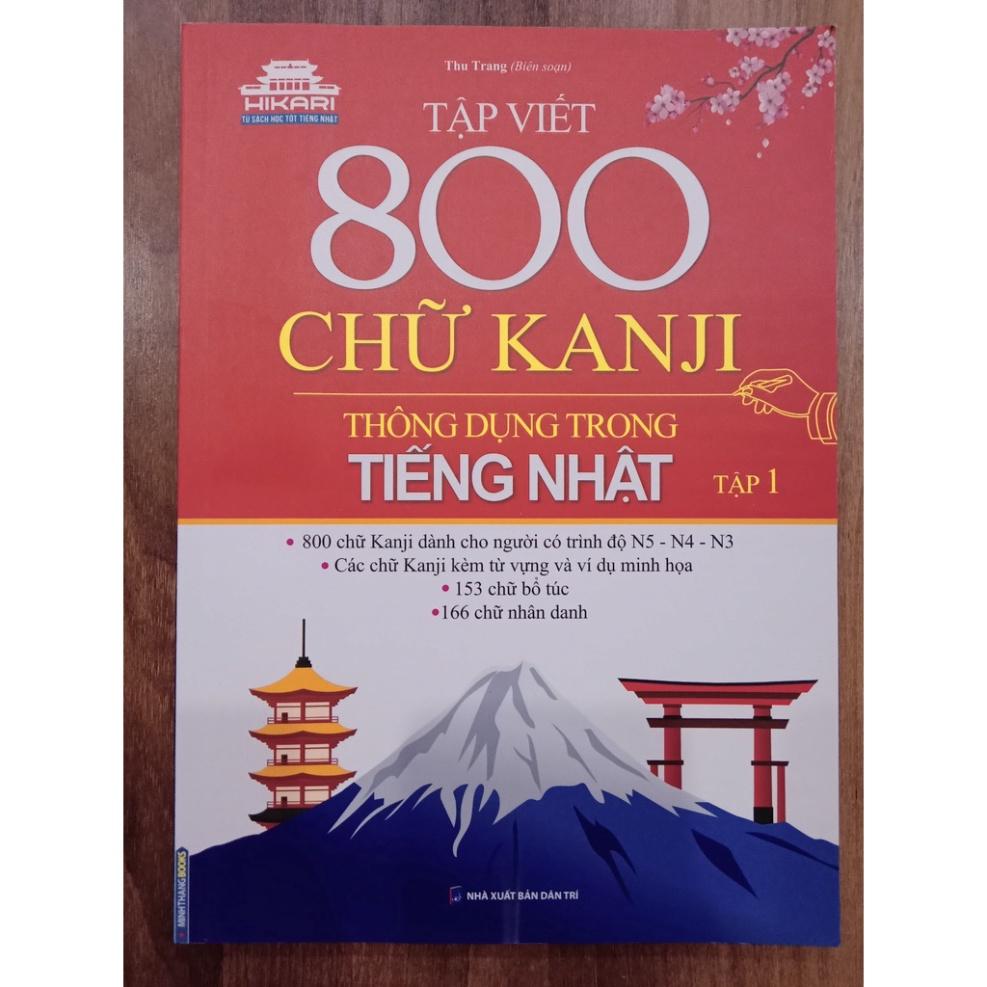 Thu Trang (Biên soạn)
HIKARI
TỦ SÁCH HỌC TỐT TIẾNG NHẬT
TẬP VIẾT
800
CHỮ KANJI
THÔNG DỤNG TRONG
TIẾNG NHẬT
TẬP 1
• 800 chữ Kanji dành cho người có trình độ N5 - N4 - N3
• Các chữ Kanji kèm từ vựng và ví dụ minh họa
• 153 chữ bổ túc
•166 chữ nhân danh
MINHTHANGBOOKS
NHÀ XUẤT BẢN DÂN TRÍ